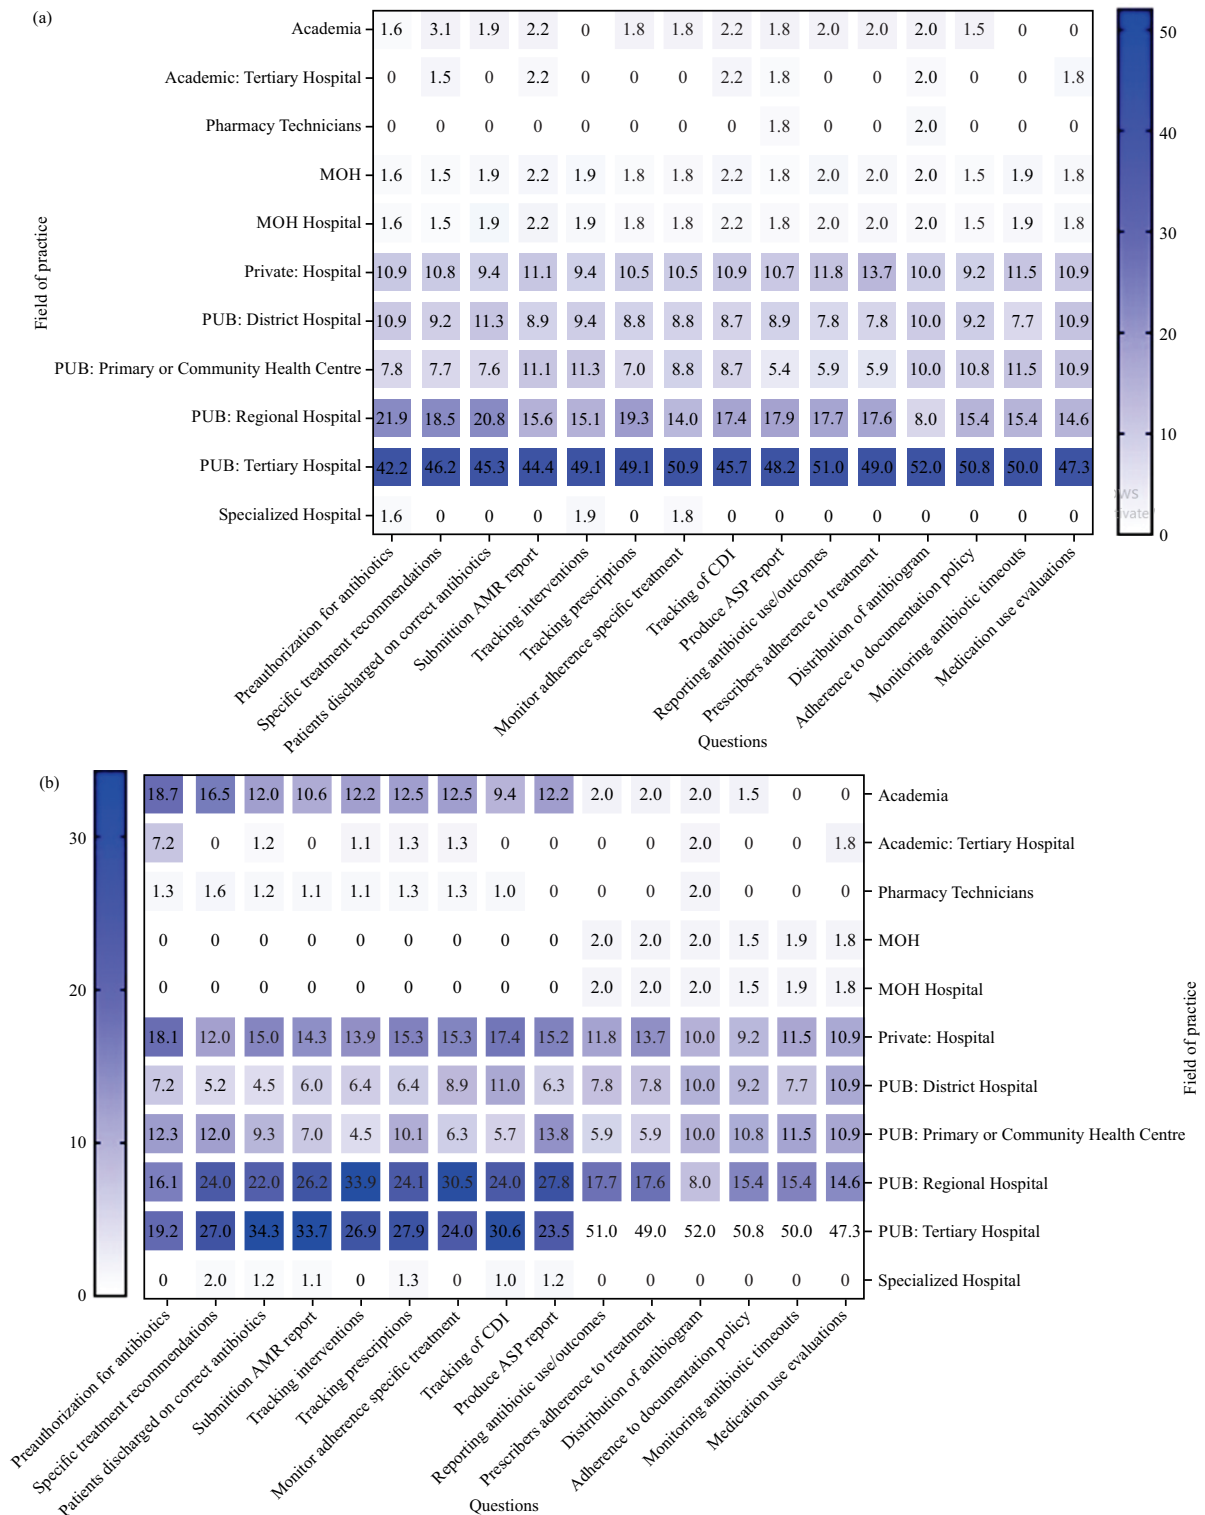 (a)
Field of practice
Academia 1.6 3.1 1.9 2.2 0 1.8 1.8 2.2 1.8 2.0 2.0 2.0 1.5 0 0
Academic: Tertiary Hospital 0 1.5 0 2.2 0 0 0 2.2 1.8 0 0 2.0 0 0 1.8
Pharmacy Technicians 0 0 0 0 0 0 0 0 1.8 0 0 2.0 0 0 0
MOH 1.6 1.5 1.9 2.2 1.9 1.8 1.8 2.2 1.8 2.0 2.0 2.0 1.5 1.9 1.8
MOH Hospital 1.6 1.5 1.9 2.2 1.9 1.8 1.8 2.2 1.8 2.0 2.0 2.0 1.5 1.9 1.8
Private: Hospital 10.9 10.8 9.4 11.1 9.4 10.5 10.5 10.9 10.7 11.8 13.7 10.0 9.2 11.5 10.9
PUB: District Hospital 10.9 9.2 11.3 8.9 9.4 8.8 8.8 8.7 8.9 7.8 7.8 10.0 9.2 7.7 10.9
PUB: Primary or Community Health Centre 7.8 7.7 7.6 11.1 11.3 7.0 8.8 8.7 5.4 5.9 5.9 10.0 10.8 11.5 10.9
PUB: Regional Hospital 21.9 18.5 20.8 15.6 15.1 19.3 14.0 17.4 17.9 17.7 17.6 8.0 15.4 15.4 14.6
PUB: Tertiary Hospital 42.2 46.2 45.3 44.4 49.1 49.1 50.9 45.7 48.2 51.0 49.0 52.0 50.8 50.0 47.3
Specialized Hospital 1.6 0 0 0 1.9 0 1.8 0 0 0 0 0 0 0 0
50
40
30
20
10
0
Preauthorization for antibiotics
Specific treatment recommendations
Patients discharged on correct antibiotics
Submittion AMR report
Tracking interventions
Tracking prescriptions
Monitor adherence specific treatment
Tracking of CDI
Produce ASP report
Reporting antibiotic use/outcomes
Prescribers adherence to treatment
Distribution of antibiogram
Adherence to documentation policy
Monitoring antibiotic timeouts
Medication use evaluations
Questions
(b)
30
20
10
0
18.7 16.5 12.0 10.6 12.2 12.5 12.5 9.4 12.2 2.0 2.0 2.0 1.5 0 0 Academia
7.2 0 1.2 0 1.1 1.3 1.3 0 0 0 0 2.0 0 0 1.8 Academic: Tertiary Hospital
1.3 1.6 1.2 1.1 1.1 1.3 1.3 1.0 0 0 0 2.0 0 0 0 Pharmacy Technicians
0 0 0 0 0 0 0 0 0 2.0 2.0 2.0 1.5 1.9 1.8 MOH
0 0 0 0 0 0 0 0 0 2.0 2.0 2.0 1.5 1.9 1.8 MOH Hospital
18.1 12.0 15.0 14.3 13.9 15.3 15.3 17.4 15.2 11.8 13.7 10.0 9.2 11.5 10.9 Private: Hospital
7.2 5.2 4.5 6.0 6.4 6.4 8.9 11.0 6.3 7.8 7.8 10.0 9.2 7.7 10.9 PUB: District Hospital
12.3 12.0 9.3 7.0 4.5 10.1 6.3 5.7 13.8 5.9 5.9 10.0 10.8 11.5 10.9 PUB: Primary or Community Health Centre
16.1 24.0 22.0 26.2 33.9 24.1 30.5 24.0 27.8 17.7 17.6 8.0 15.4 15.4 14.6 PUB: Regional Hospital
19.2 27.0 34.3 33.7 26.9 27.9 24.0 30.6 23.5 51.0 49.0 52.0 50.8 50.0 47.3 PUB: Tertiary Hospital
0 2.0 1.2 1.1 0 1.3 0 1.0 1.2 0 0 0 0 0 0 Specialized Hospital
Field of practice
Preauthorization for antibiotics
Specific treatment recommendations
Patients discharged on correct antibiotics
Submittion AMR report
Tracking interventions
Tracking prescriptions
Monitor adherence specific treatment
Tracking of CDI
Produce ASP report
Reporting antibiotic use/outcomes
Prescribers adherence to treatment
Distribution of antibiogram
Adherence to documentation policy
Monitoring antibiotic timeouts
Medication use evaluations
Questions